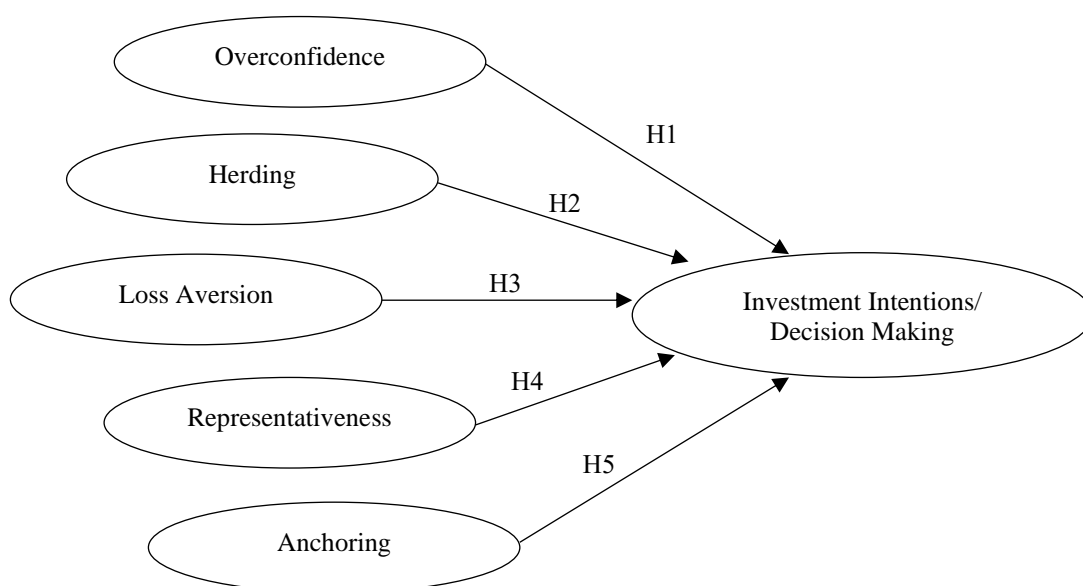 Overconfidence
H1
Herding
H2
Loss Aversion
H3
Investment Intentions/
Decision Making
Representativeness
H4
Anchoring
H5